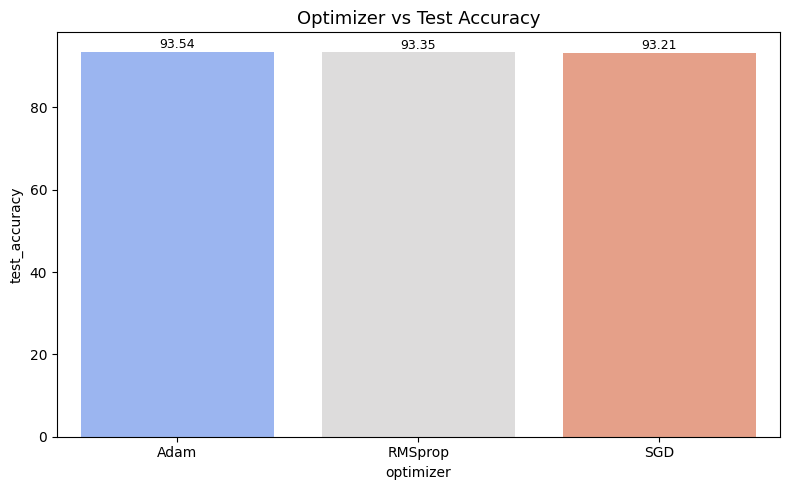 Optimizer vs Test Accuracy
93.54
93.35
93.21
80
60
40
20
0
test_accuracy
Adam
RMSprop
SGD
optimizer